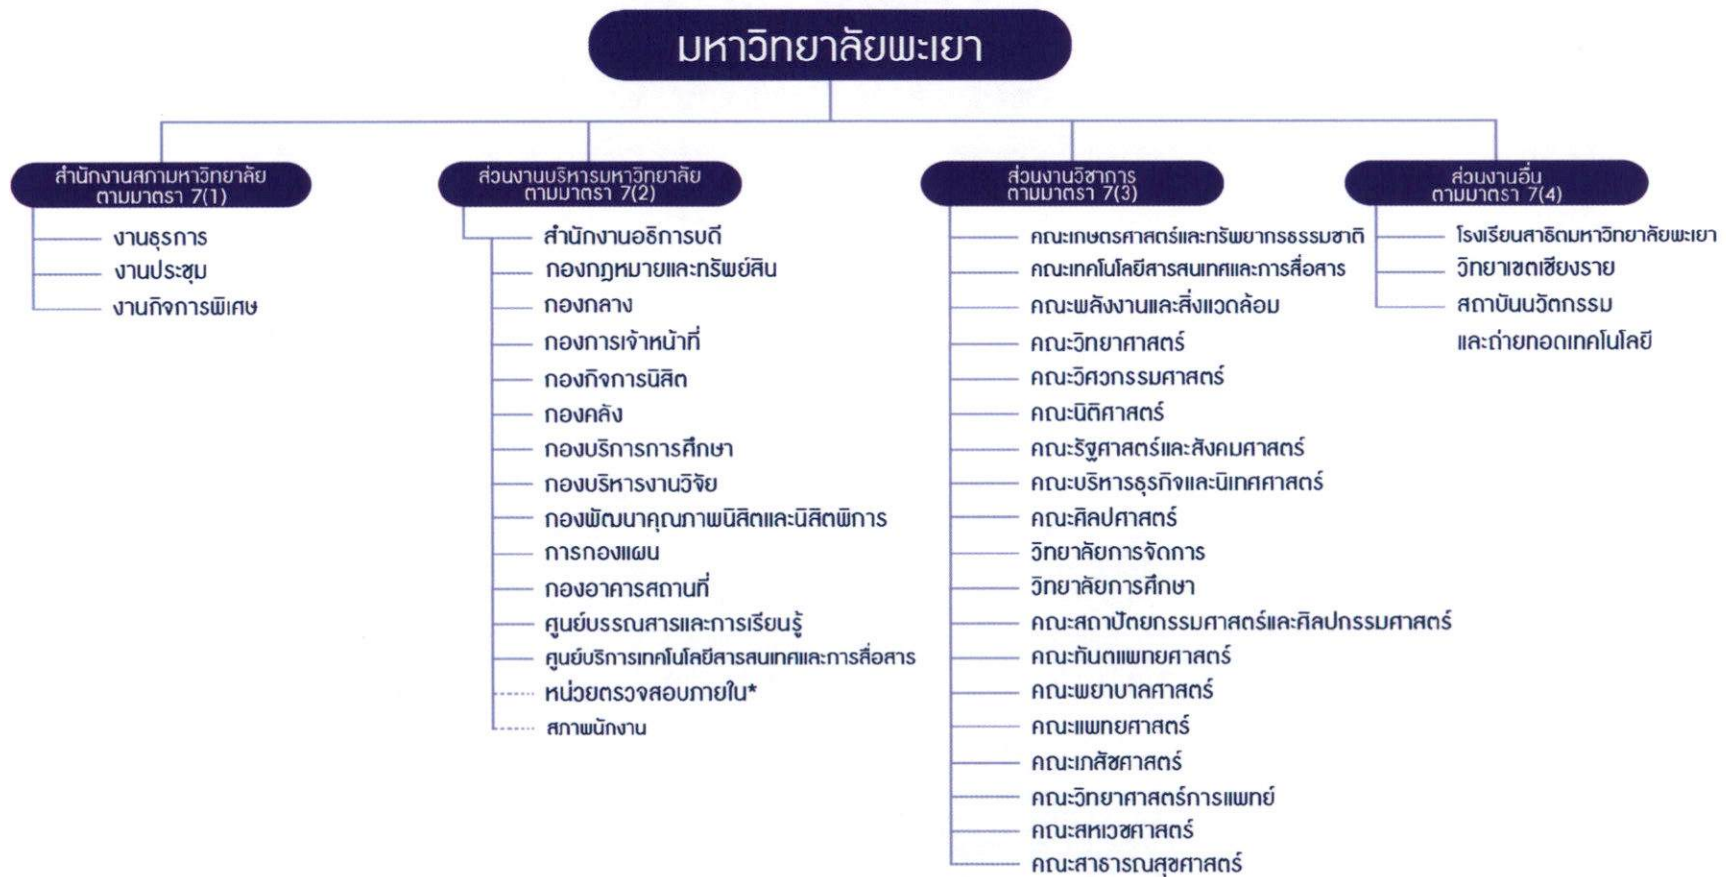 มหาวิทยาลัยพะเยา
สำนักงานสภามหาวิทยาลัย
ตามมาตรา 7(1)
งานธุรการ
งานประชุม
งานกิจการพิเศษ
ส่วนงานบริหารมหาวิทยาลัย
ตามมาตรา 7(2)
สำนักงานอธิการบดี
กองกฎหมายและทรัพย์สิน
กองกลาง
กองการเจ้าหน้าที่
กองกิจการนิสิต
กองคลัง
กองบริการการศึกษา
กองบริหารงานวิจัย
กองพัฒนาคุณภาพนิสิตและนิสิตพิการ
การกองแผน
กองอาคารสถานที่
ศูนย์บรรณสารและการเรียนรู้
ศูนย์บริการเทคโนโลยีสารสนเทศและการสื่อสาร
หน่วยตรวจสอบภายใน*
สภาพนักงาน
ส่วนงานวิชาการ
ตามมาตรา 7(3)
คณะเกษตรศาสตร์และทรัพยากรธรรมชาติ
คณะเทคโนโลยีสารสนเทศและการสื่อสาร
คณะพลังงานและสิ่งแวดล้อม
คณะวิทยาศาสตร์
คณะวิศวกรรมศาสตร์
คณะนิติศาสตร์
คณะรัฐศาสตร์และสังคมศาสตร์
คณะบริหารธุรกิจและนิเทศศาสตร์
คณะศิลปศาสตร์
วิทยาลัยการจัดการ
วิทยาลัยการศึกษา
คณะสถาปัตยกรรมศาสตร์และศิลปกรรมศาสตร์
คณะทันตแพทยศาสตร์
คณะพยาบาลศาสตร์
คณะแพทยศาสตร์
คณะเภสัชศาสตร์
คณะวิทยาศาสตร์การแพทย์
คณะสหเวชศาสตร์
คณะสาธารณสุขศาสตร์
ส่วนงานอื่น
ตามมาตรา 7(4)
โรงเรียนสาธิตมหาวิทยาลัยพะเยา
วิทยาเขตเชียงราย
สถาบันนวัตกรรม
และถ่ายทอดเทคโนโลยี